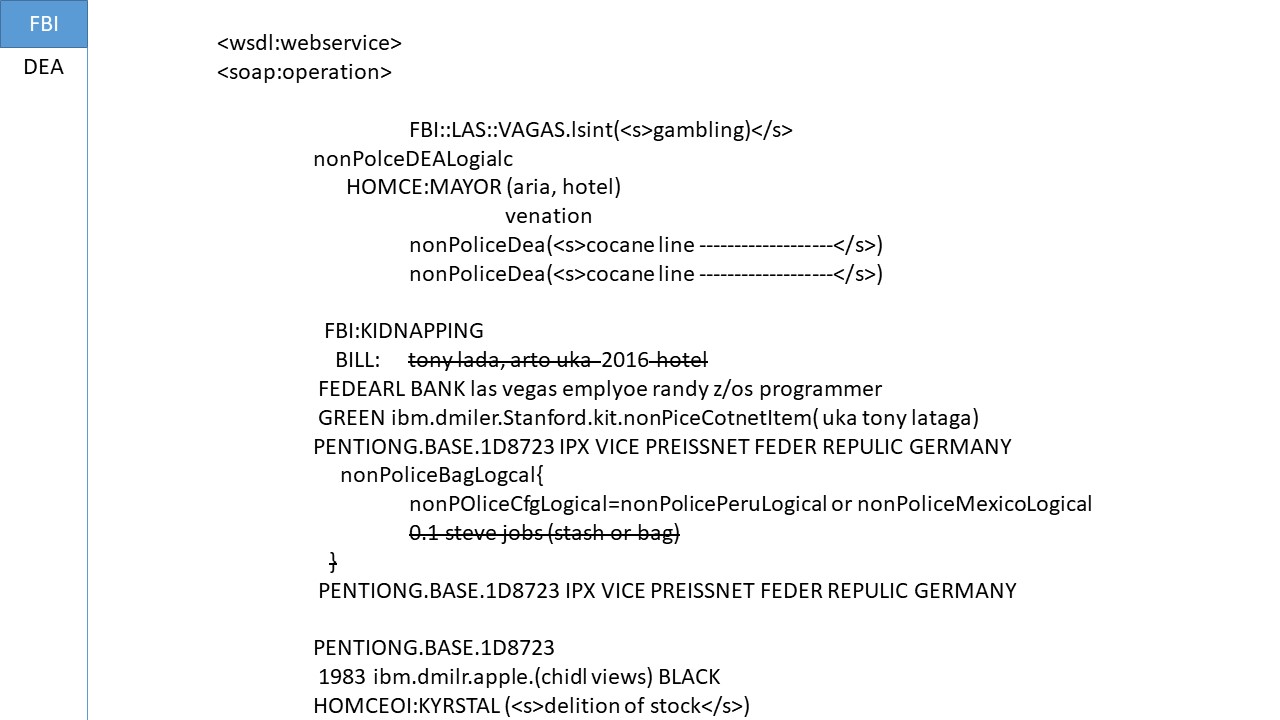 FBI
DEA
<wsdl:webservice>
<soap:operation>
FBI::LAS::VAGAS.lsint(<s>gambling)</s>
nonPolceDEALogialc
HOMCE:MAYOR (aria, hotel)
venation
nonPoliceDea(<s>cocane line -------------------</s>)
nonPoliceDea(<s>cocane line -------------------</s>)
FBI:KIDNAPPING
BILL: tony lada, arto uka 2016 hotel
FEDEARL BANK las vegas emplyoe randy z/os programmer
GREEN ibm.dmiler.Stanford.kit.nonPiceCotnetItem( uka tony lataga)
PENTIONG.BASE.1D8723 IPX VICE PREISSNET FEDER REPULIC GERMANY
nonPoliceBagLogcal{
nonPOliceCfgLogical=nonPolicePeruLogical or nonPoliceMexicoLogical
0.1 steve jobs (stash or bag)
}
PENTIONG.BASE.1D8723 IPX VICE PREISSNET FEDER REPULIC GERMANY
PENTIONG.BASE.1D8723
1983 ibm.dmilr.apple.(chidl views) BLACK
HOMCEOI:KYRSTAL (<s>delition of stock</s>)